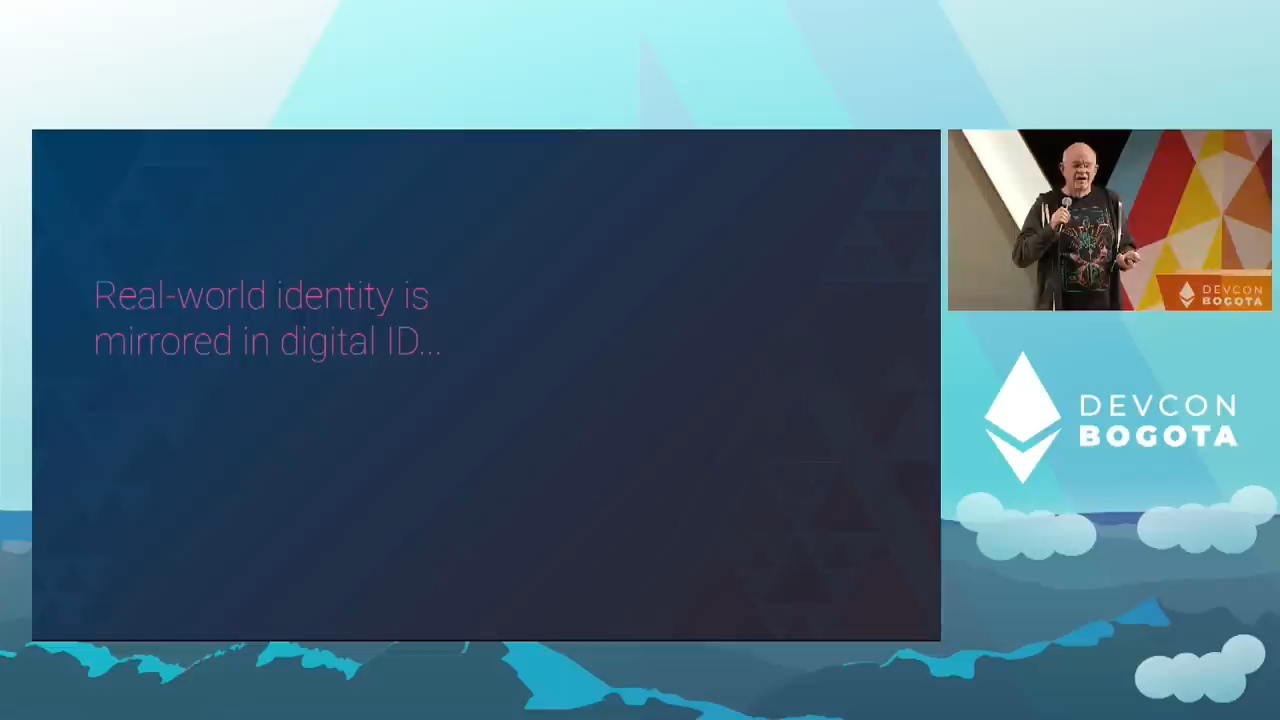 Real-world identity is
mirrored in digital ID...
DEVCON
BOGOTA
DEVCON
BOGOTA